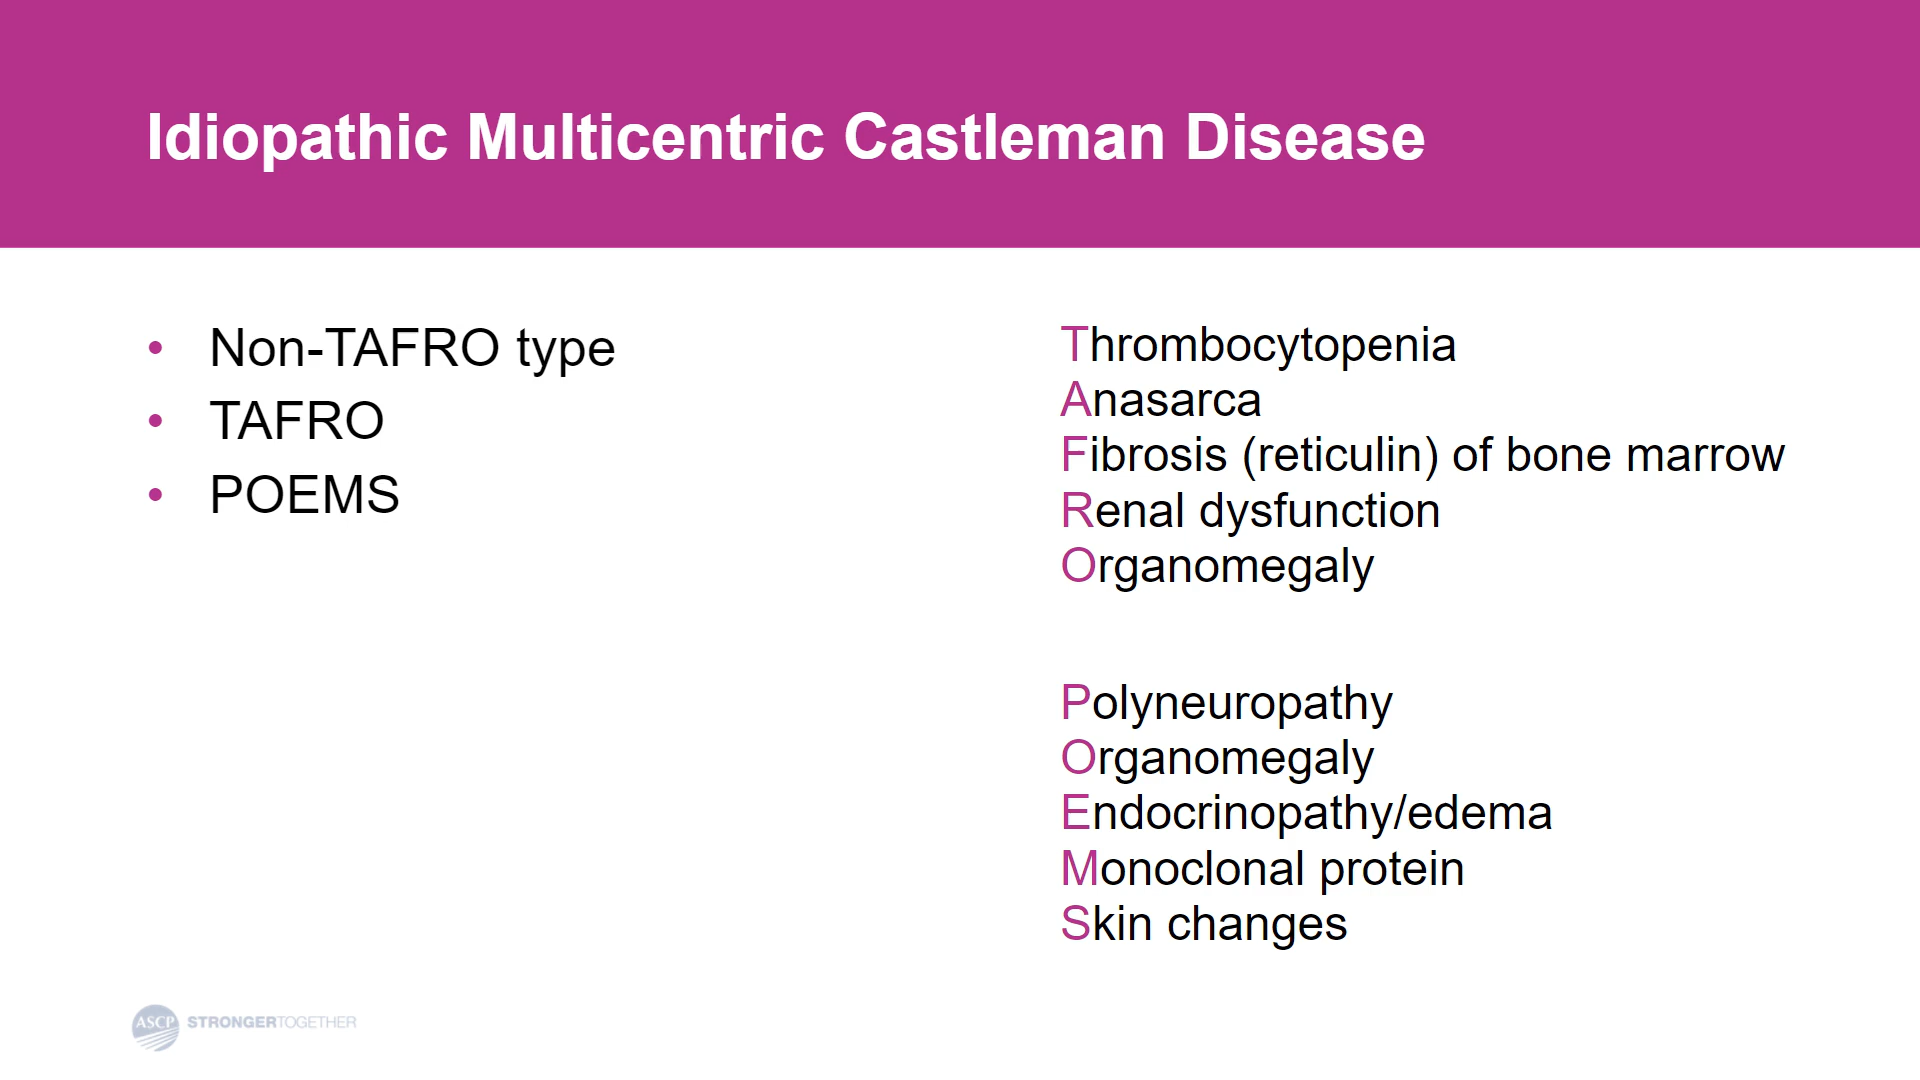 Idiopathic Multicentric Castleman Disease
• Non-TAFRO type
• TAFRO
• POEMS
Thrombocytopenia
Anasarca
Fibrosis (reticulin) of bone marrow
Renal dysfunction
Organomegaly
Polyneuropathy
Organomegaly
Endocrinopathy/edema
Monoclonal protein
Skin changes
ASCP STRONGERTOGETHER